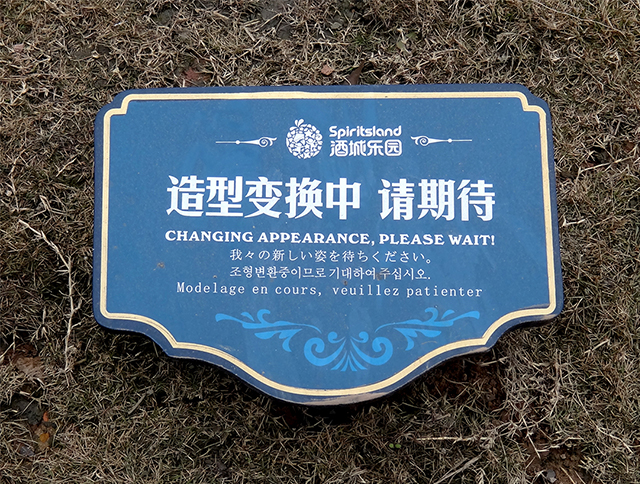 Spiritsland
酒城乐园
造型变换中 请期待
CHANGING APPEARANCE, PLEASE WAIT!
我々の新しい姿を待ちください。
조형변환중이므로 기대하여 주십시오.
Modelage en cours, veuillez patienter